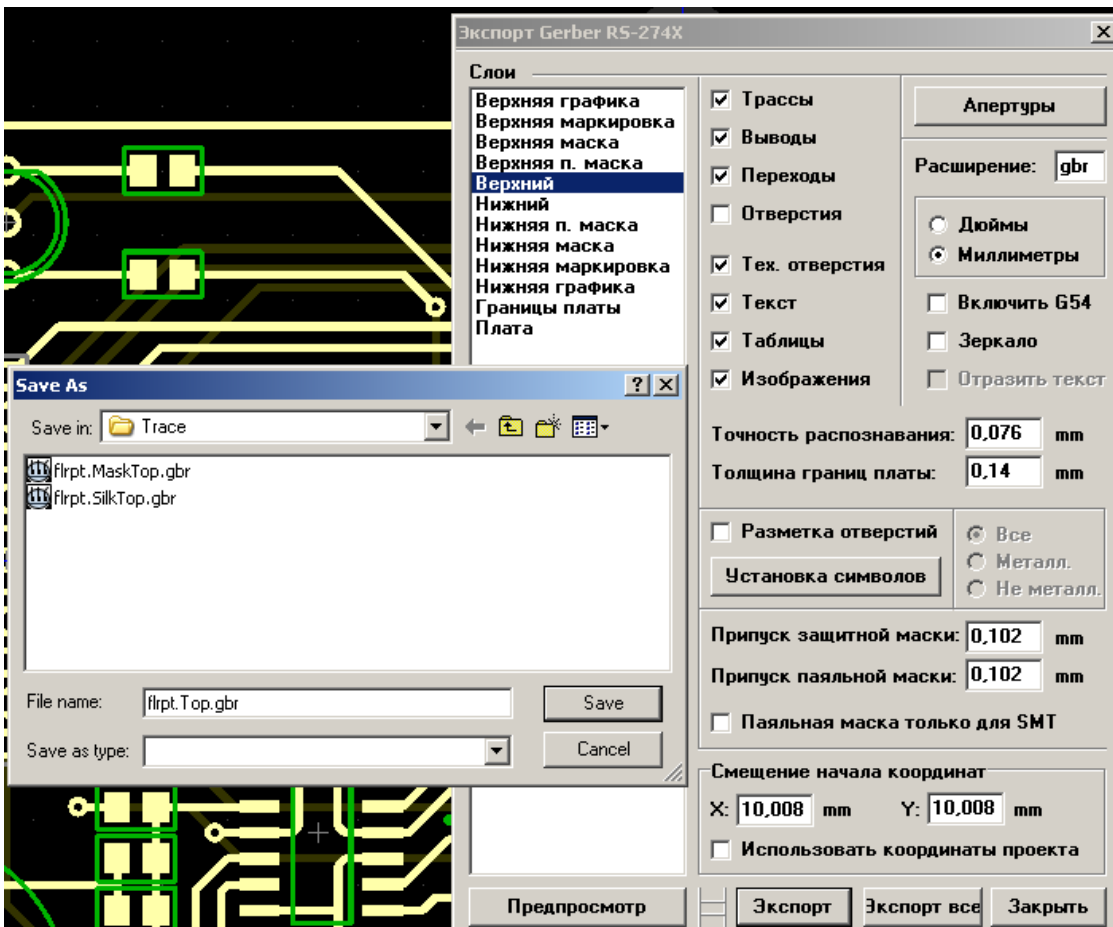 Экспорт Gerber RS-274X
Слои
Верхняя графика
Верхняя маркировка
Верхняя маска
Верхняя п. маска
Верхний
Нижний
Нижняя п. маска
Нижняя маска
Нижняя маркировка
Нижняя графика
Границы платы
Плата
Трассы
Выводы
Переходы
Отверстия
Тех. отверстия
Текст
Таблицы
Изображения
Апертуры
Расширение: gbr
Дюймы
Миллиметры
Включить G54
Зеркало
Отразить текст
Точность распознавания: 0,076 mm
Толщина границ платы: 0,14 mm
Разметка отверстий
Установка символов
Все
Металл.
Не металл.
Припуск защитной маски: 0,102 mm
Припуск паяльной маски: 0,102 mm
Паяльная маска только для SMT
Смещение начала координат
X: 10,008 mm Y: 10,008 mm
Использовать координаты проекта
Предпросмотр
Экспорт
Экспорт все
Закрыть
Save As
Save in: Trace
flrpt.MaskTop.gbr
flrpt.SilkTop.gbr
File name: flrpt.Top.gbr
Save
Save as type:
Cancel